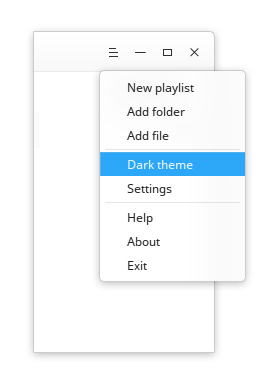 New playlist
Add folder
Add file
Dark theme
Settings
Help
About
Exit